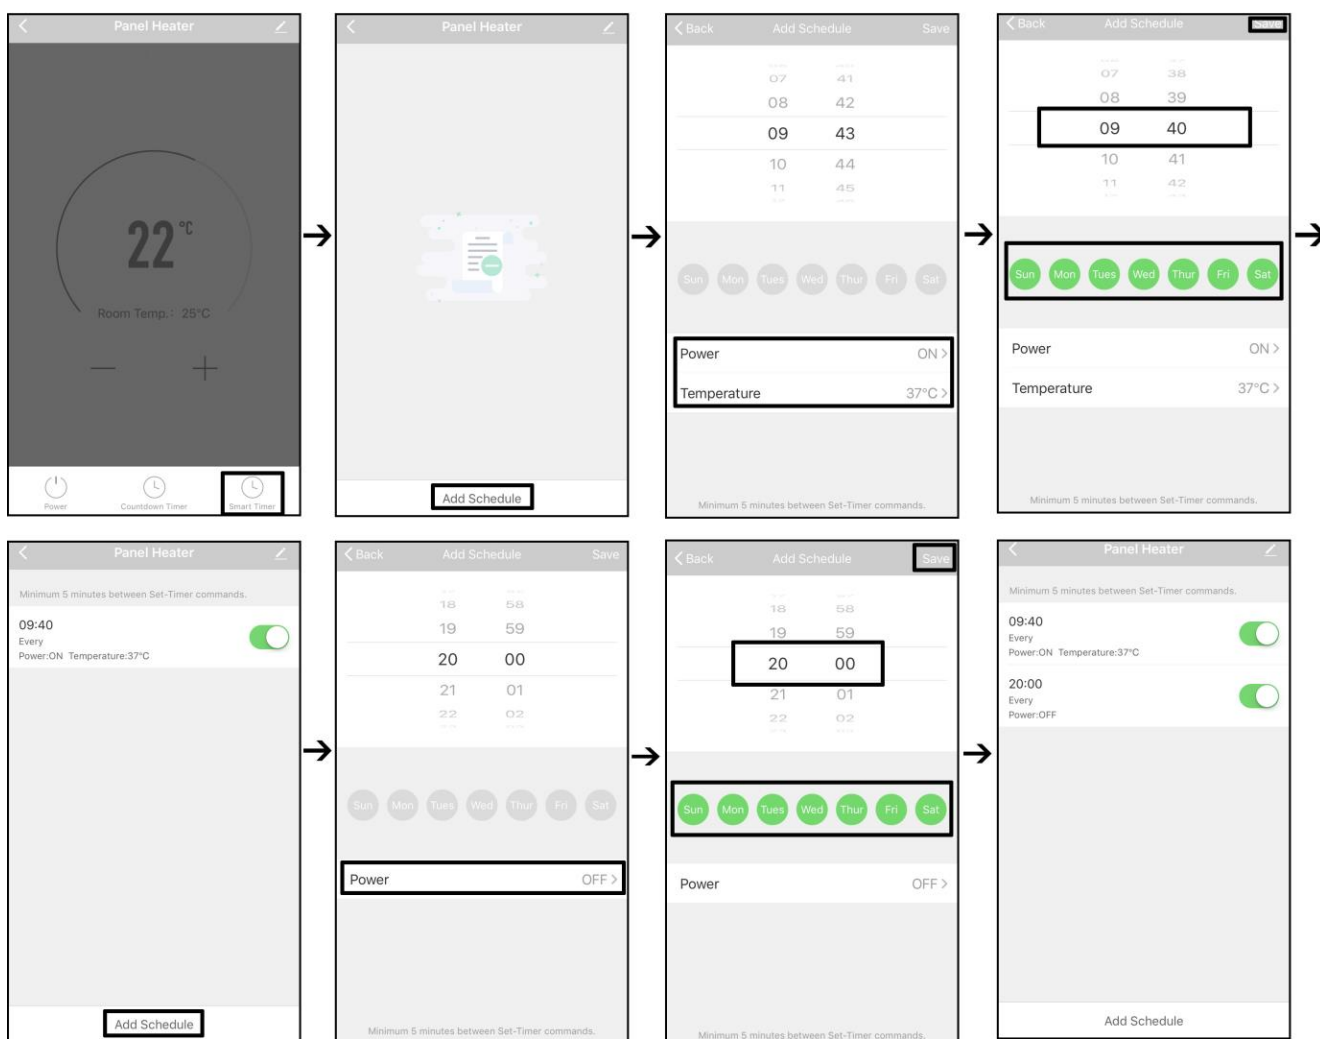 Panel Heater
22 °C
Room Temp.: 25°C
Power Countdown Timer Smart Timer
Panel Heater
Add Schedule
Back Add Schedule Save
07 41
08 42
09 43
10 44
11 45
Sun Mon Tues Wed Thur Fri Sat
Power ON
Temperature 37°C
Minimum 5 minutes between Set-Timer commands.
Back Add Schedule Save
07 38
08 39
09 40
10 41
11 42
Sun Mon Tues Wed Thur Fri Sat
Power ON
Temperature 37°C
Minimum 5 minutes between Set-Timer commands.
Panel Heater
Minimum 5 minutes between Set-Timer commands.
09:40
Every
Power:ON Temperature:37°C
Add Schedule
Back Add Schedule Save
18 58
19 59
20 00
21 01
22 02
Sun Mon Tues Wed Thur Fri Sat
Power OFF
Minimum 5 minutes between Set-Timer commands.
Back Add Schedule Save
18 58
19 59
20 00
21 01
22 02
Sun Mon Tues Wed Thur Fri Sat
Power OFF
Minimum 5 minutes between Set-Timer commands.
Panel Heater
Minimum 5 minutes between Set-Timer commands.
09:40
Every
Power:ON Temperature:37°C
20:00
Every
Power:OFF
Add Schedule